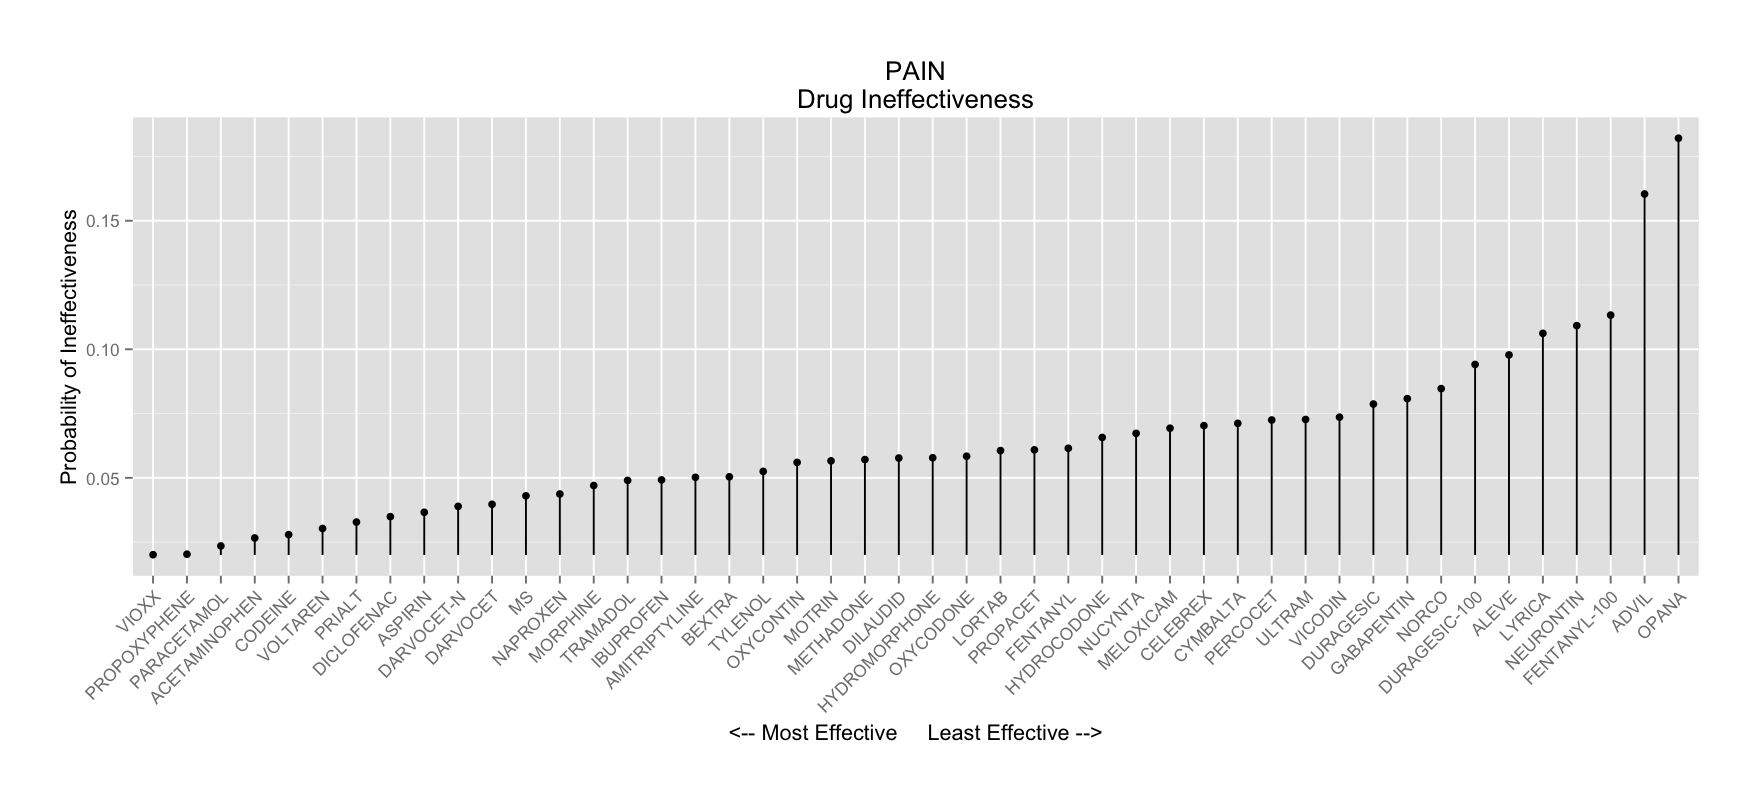 PAIN
Drug Ineffectiveness
Probability of Ineffectiveness
0.15
0.10
0.05
VIOXX
PROPOXYPHENE
PARACETAMOL
ACETAMINOPHEN
CODEINE
VOLTAREN
PRIALT
DICLOFENAC
ASPIRIN
DARVOCET-N
DARVOCET
MS
NAPROXEN
MORPHINE
TRAMADOL
IBUPROFEN
AMITRIPTYLINE
BEXTRA
TYLENOL
OXYCONTIN
MOTRIN
METHADONE
DILAUDID
HYDROMORPHONE
OXYCODONE
LORTAB
PROPACET
FENTANYL
HYDROCODONE
NUCYNTA
MELOXICAM
CELEBREX
CYMBALTA
PERCOCET
ULTRAM
VICODIN
DURAGESIC
GABAPENTIN
NORCO
DURAGESIC-100
ALEVE
LYRICA
NEURONTIN
FENTANYL-100
ADVIL
OPANA
<-- Most Effective     Least Effective -->